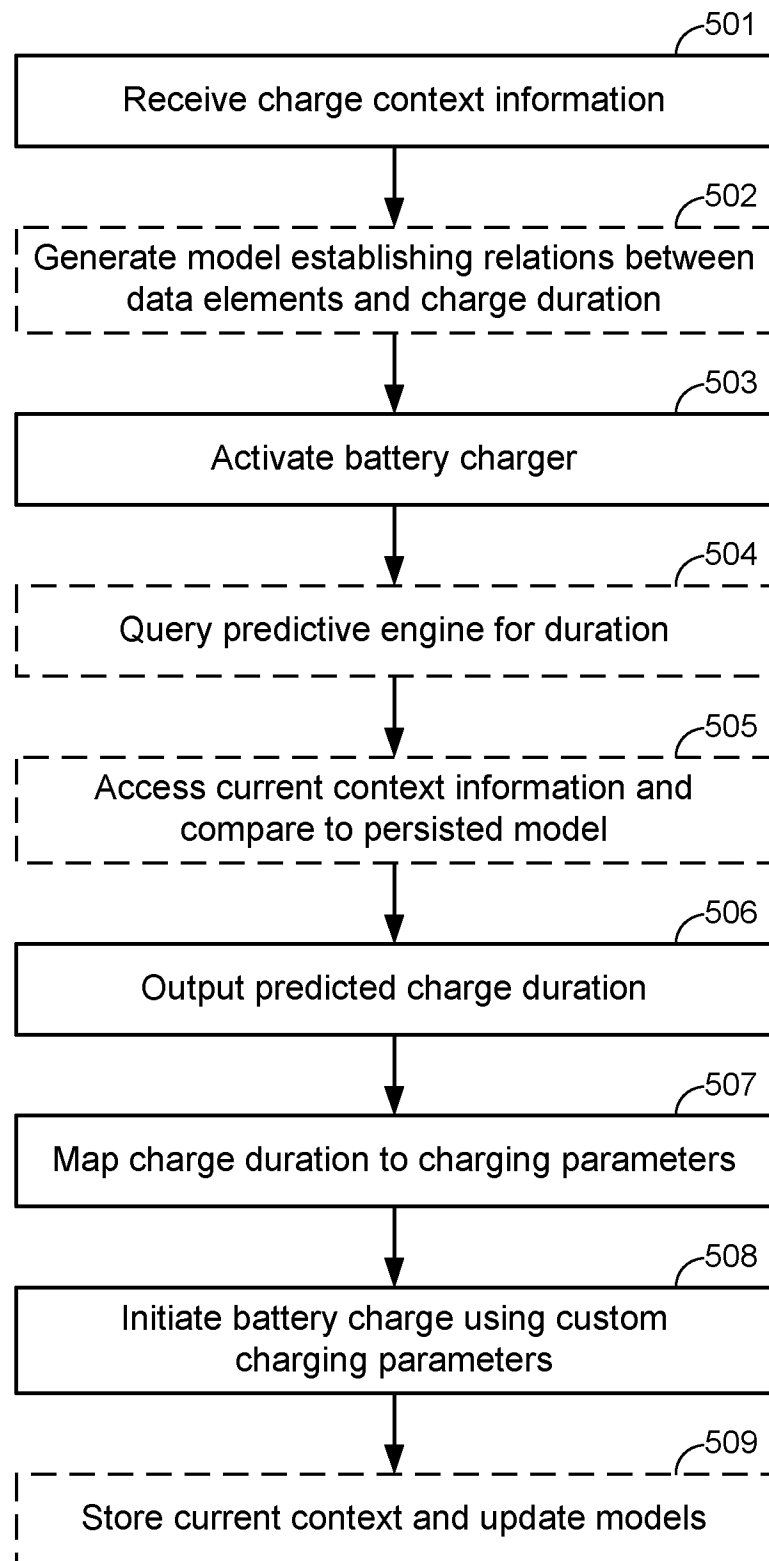 501
Receive charge context information
502
Generate model establishing relations between
data elements and charge duration
503
Activate battery charger
504
Query predictive engine for duration
505
Access current context information and
compare to persisted model
506
Output predicted charge duration
507
Map charge duration to charging parameters
508
Initiate battery charge using custom
charging parameters
509
Store current context and update models